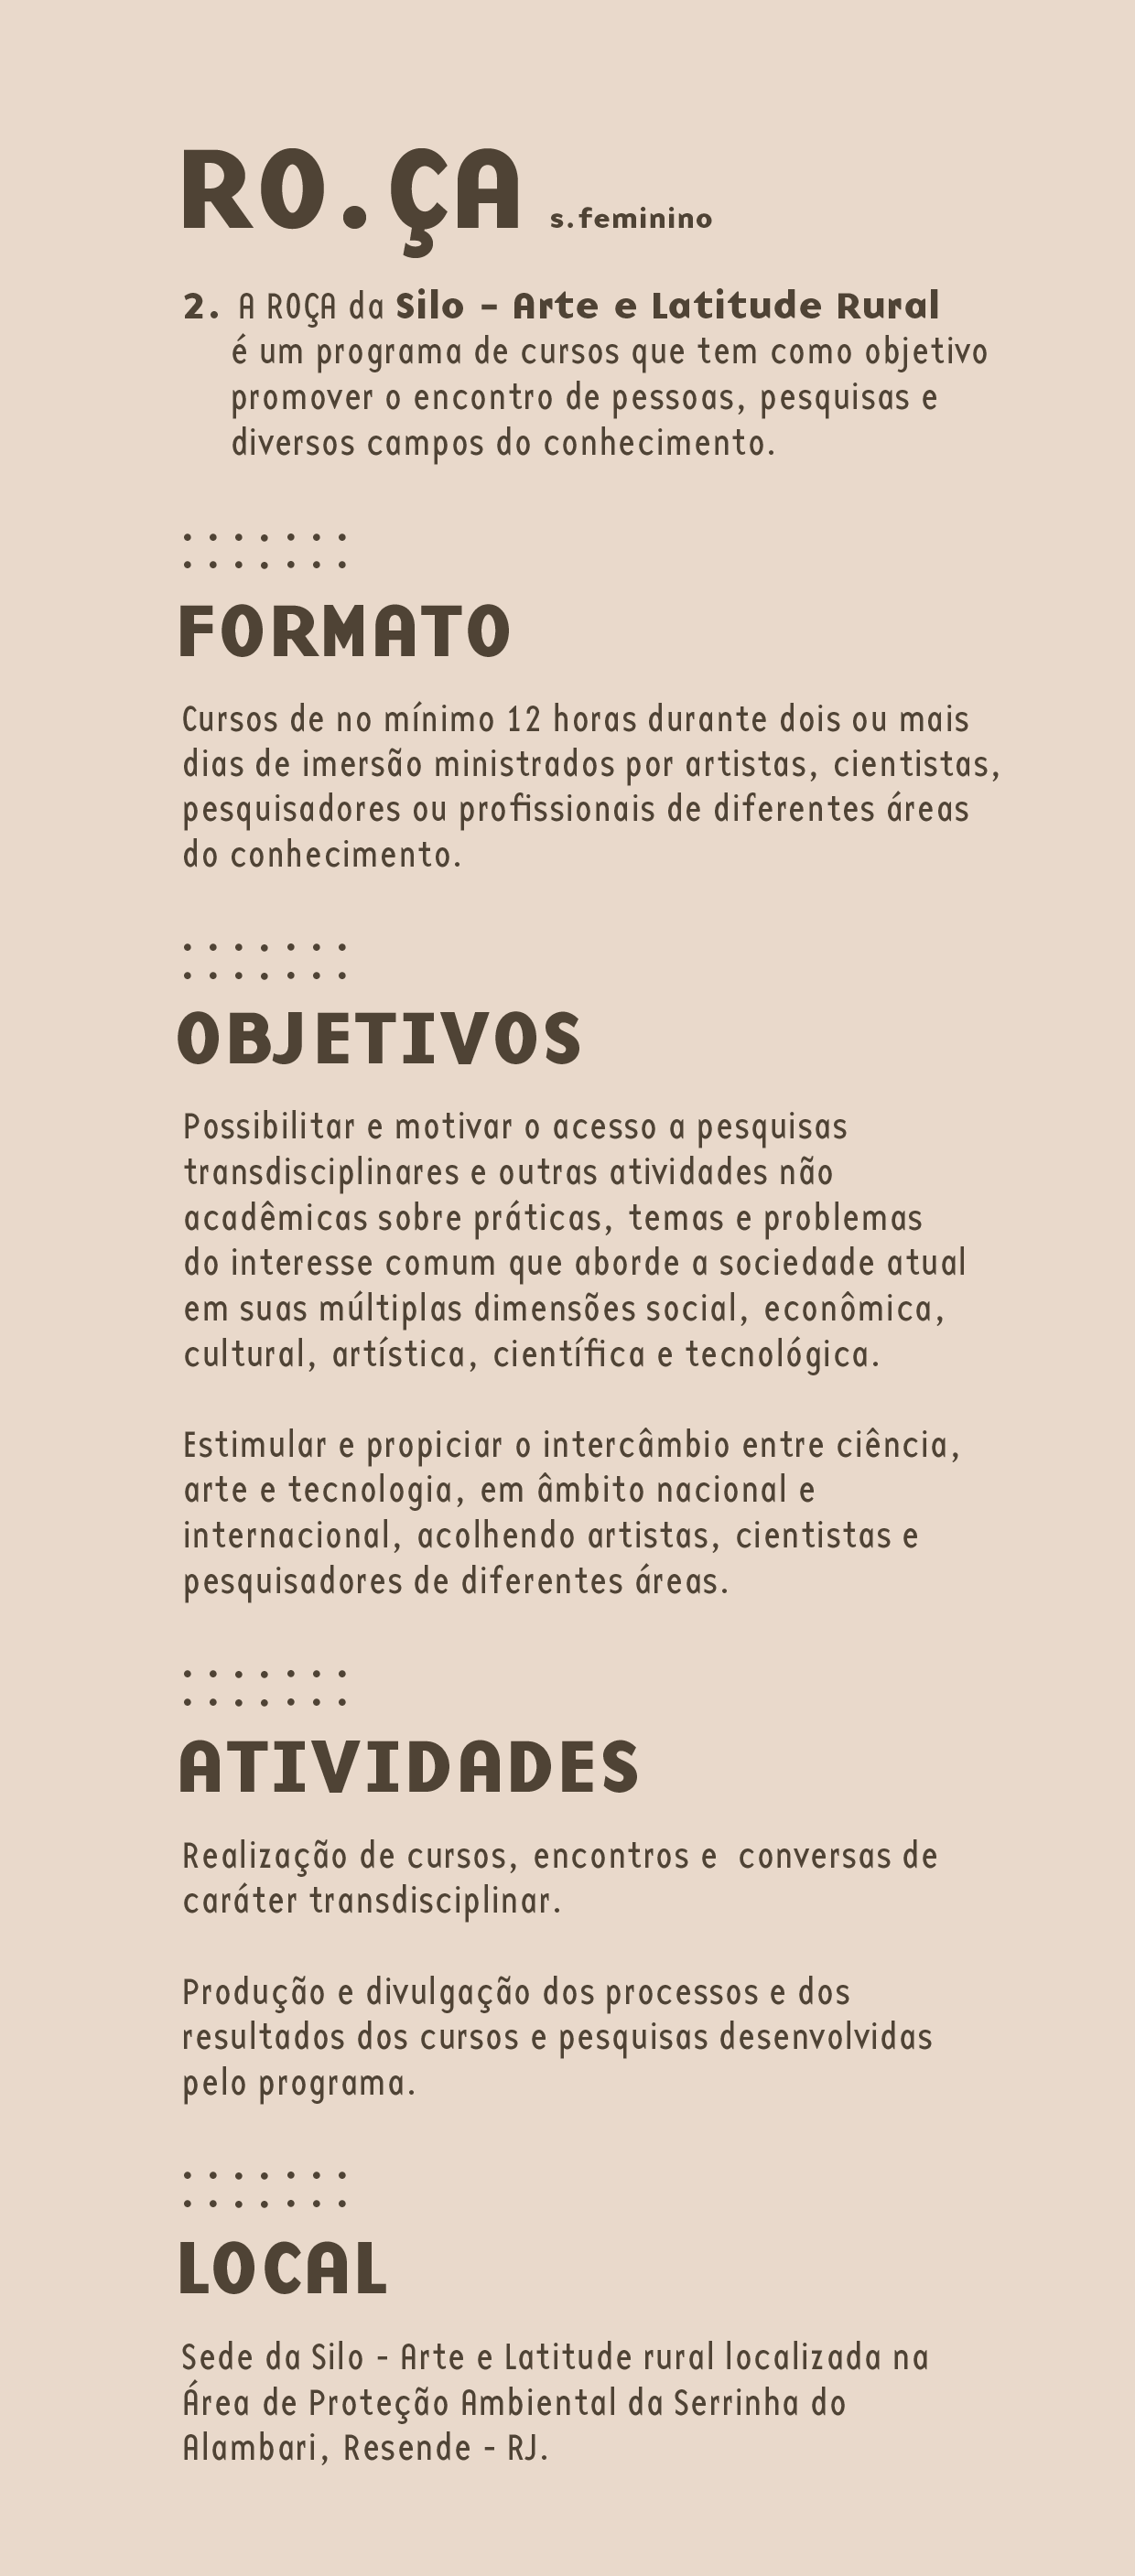 RO.ÇA s.feminino
2. A ROÇA da Silo - Arte e Latitude Rural
é um programa de cursos que tem como objetivo
promover o encontro de pessoas, pesquisas e
diversos campos do conhecimento.
FORMATO
Cursos de no mínimo 12 horas durante dois ou mais
dias de imersão ministrados por artistas, cientistas,
pesquisadores ou profissionais de diferentes áreas
do conhecimento.
OBJETIVOS
Possibilitar e motivar o acesso a pesquisas
transdisciplinares e outras atividades não
acadêmicas sobre práticas, temas e problemas
do interesse comum que aborde a sociedade atual
em suas múltiplas dimensões social, econômica,
cultural, artística, científica e tecnológica.
Estimular e propiciar o intercâmbio entre ciência,
arte e tecnologia, em âmbito nacional e
internacional, acolhendo artistas, cientistas e
pesquisadores de diferentes áreas.
ATIVIDADES
Realização de cursos, encontros e conversas de
caráter transdisciplinar.
Produção e divulgação dos processos e dos
resultados dos cursos e pesquisas desenvolvidas
pelo programa.
LOCAL
Sede da Silo - Arte e Latitude rural localizada na
Área de Proteção Ambiental da Serrinha do
Alambari, Resende - RJ.